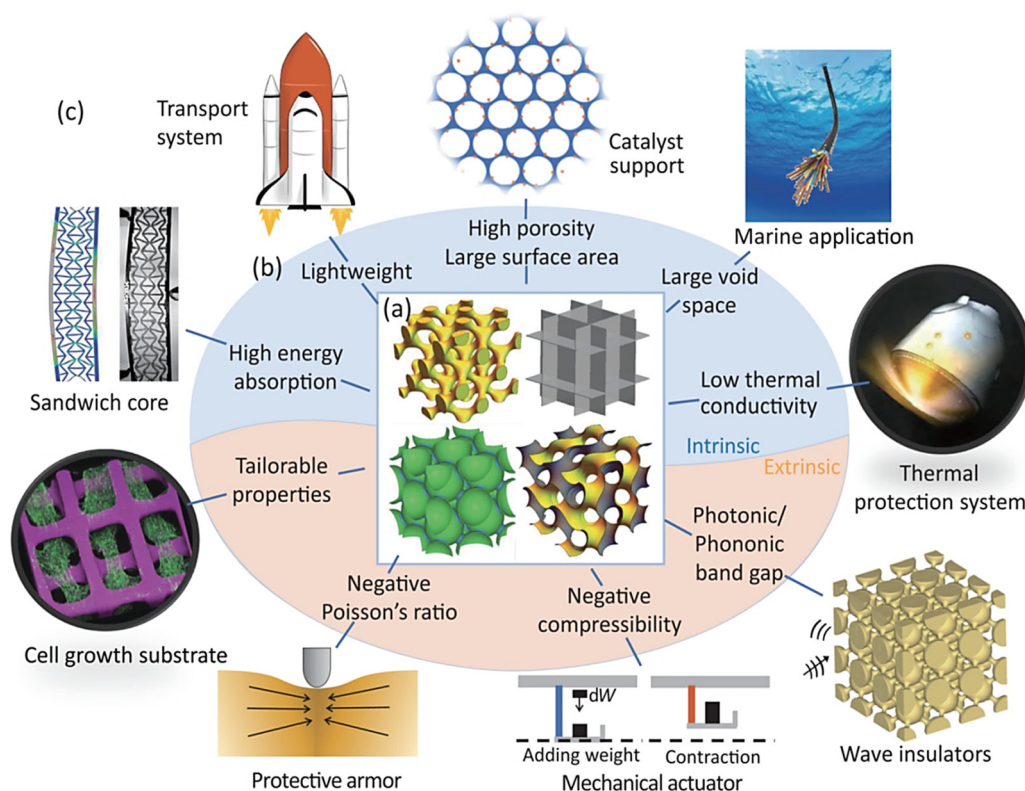 (c)
Transport
system
Catalyst
support
Marine application
(b)
Lightweight
High porosity
Large surface area
Large void
space
(a)
High energy
absorption
Sandwich core
Low thermal
conductivity
Intrinsic
Extrinsic
Thermal
protection system
Tailorable
properties
Cell growth substrate
Photonic/
Phononic
band gap
Negative
Poisson's ratio
Negative
compressibility
dW
Adding weight
Contraction
Protective armor
Mechanical actuator
Wave insulators